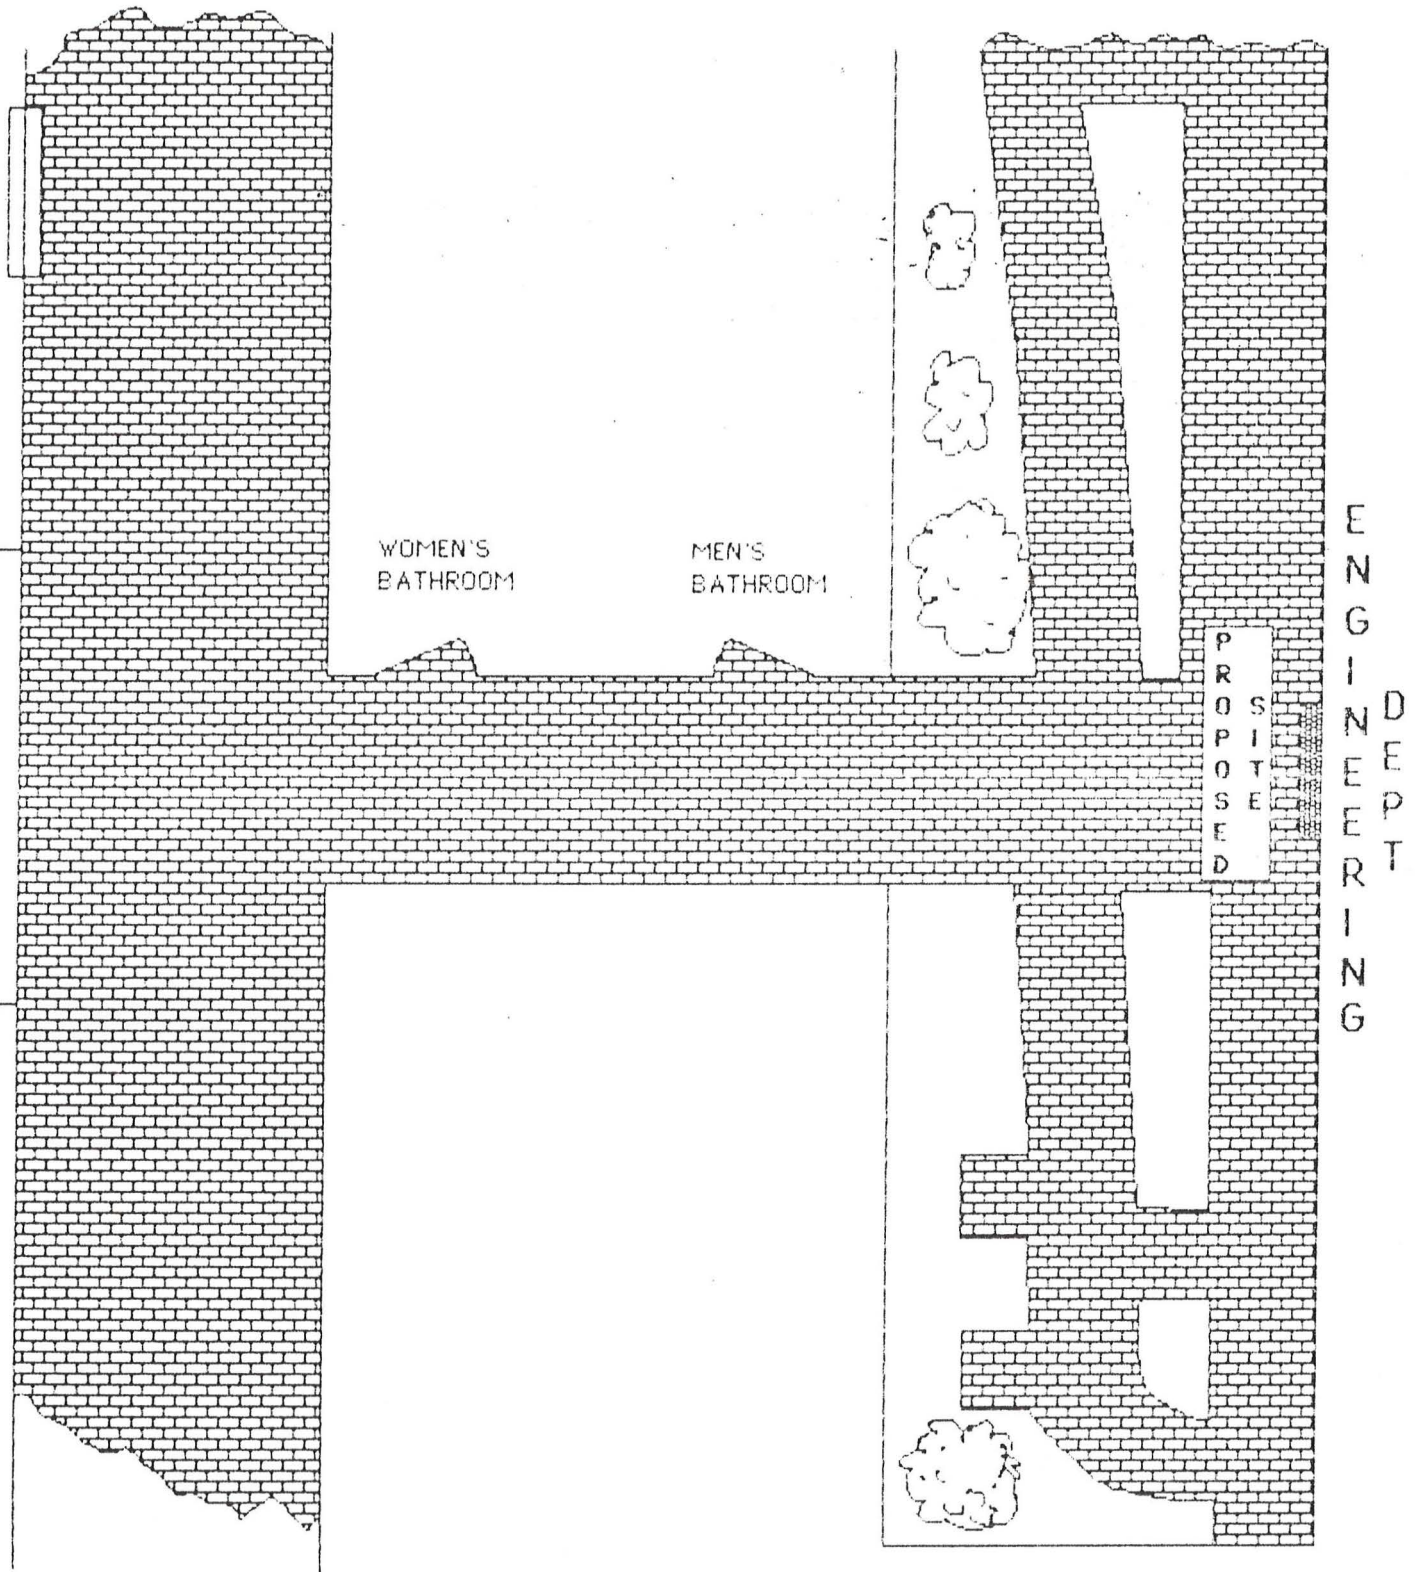 WOMEN'S
BATHROOM
MEN'S
BATHROOM
PROPOSED
SITE
ENGINEERING
DEPT